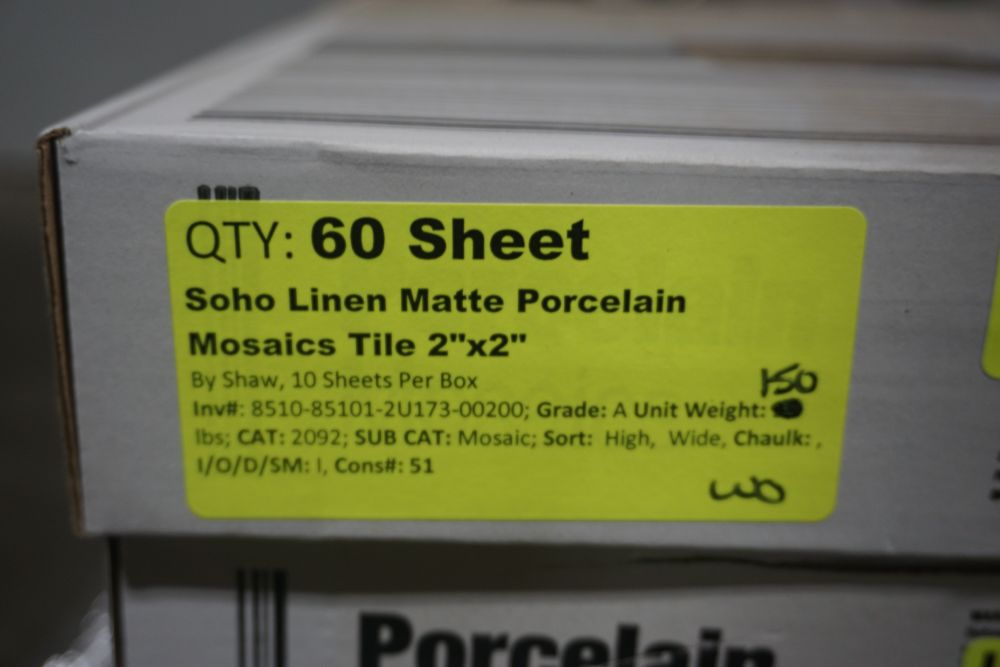 QTY: 60 Sheet
Soho Linen Matte Porcelain
Mosaics Tile 2"x2"
By Shaw, 10 Sheets Per Box
150
Inv#: 8510-85101-2U173-00200; Grade: A Unit Weight:
lbs; CAT: 2092; SUB CAT: Mosaic; Sort: High, Wide, Chaulk: ,
I/O/D/SM: I, Cons#: 51
WO
Porcelain